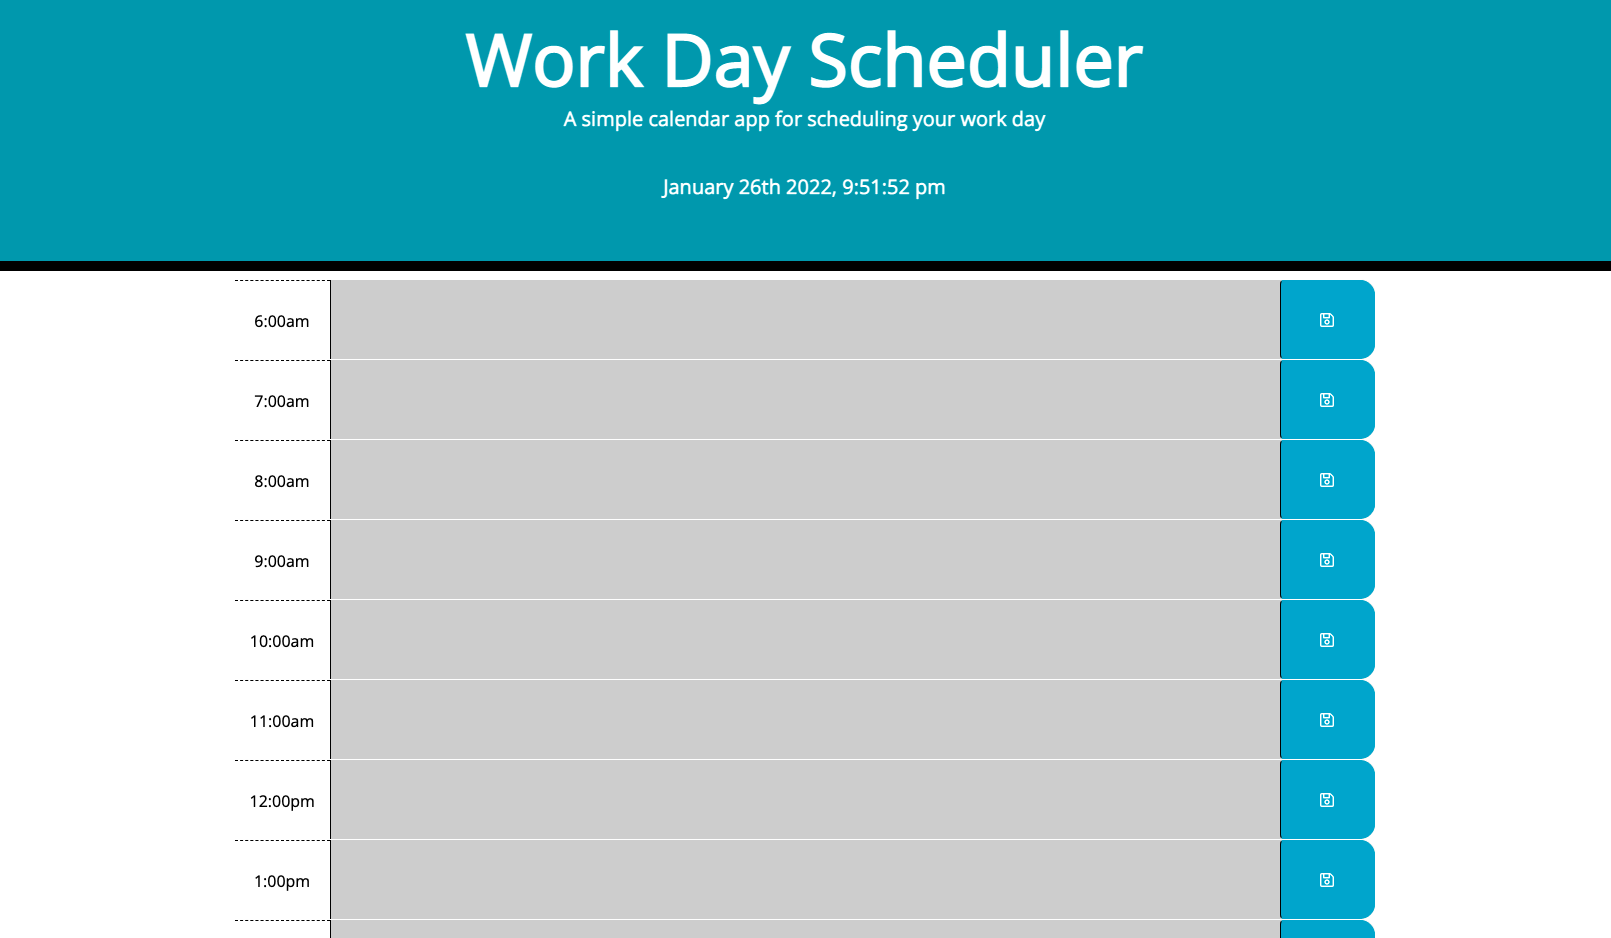 Work Day Scheduler
A simple calendar app for scheduling your work day
January 26th 2022, 9:51:52 pm
6:00am
7:00am
8:00am
9:00am
10:00am
11:00am
12:00pm
1:00pm